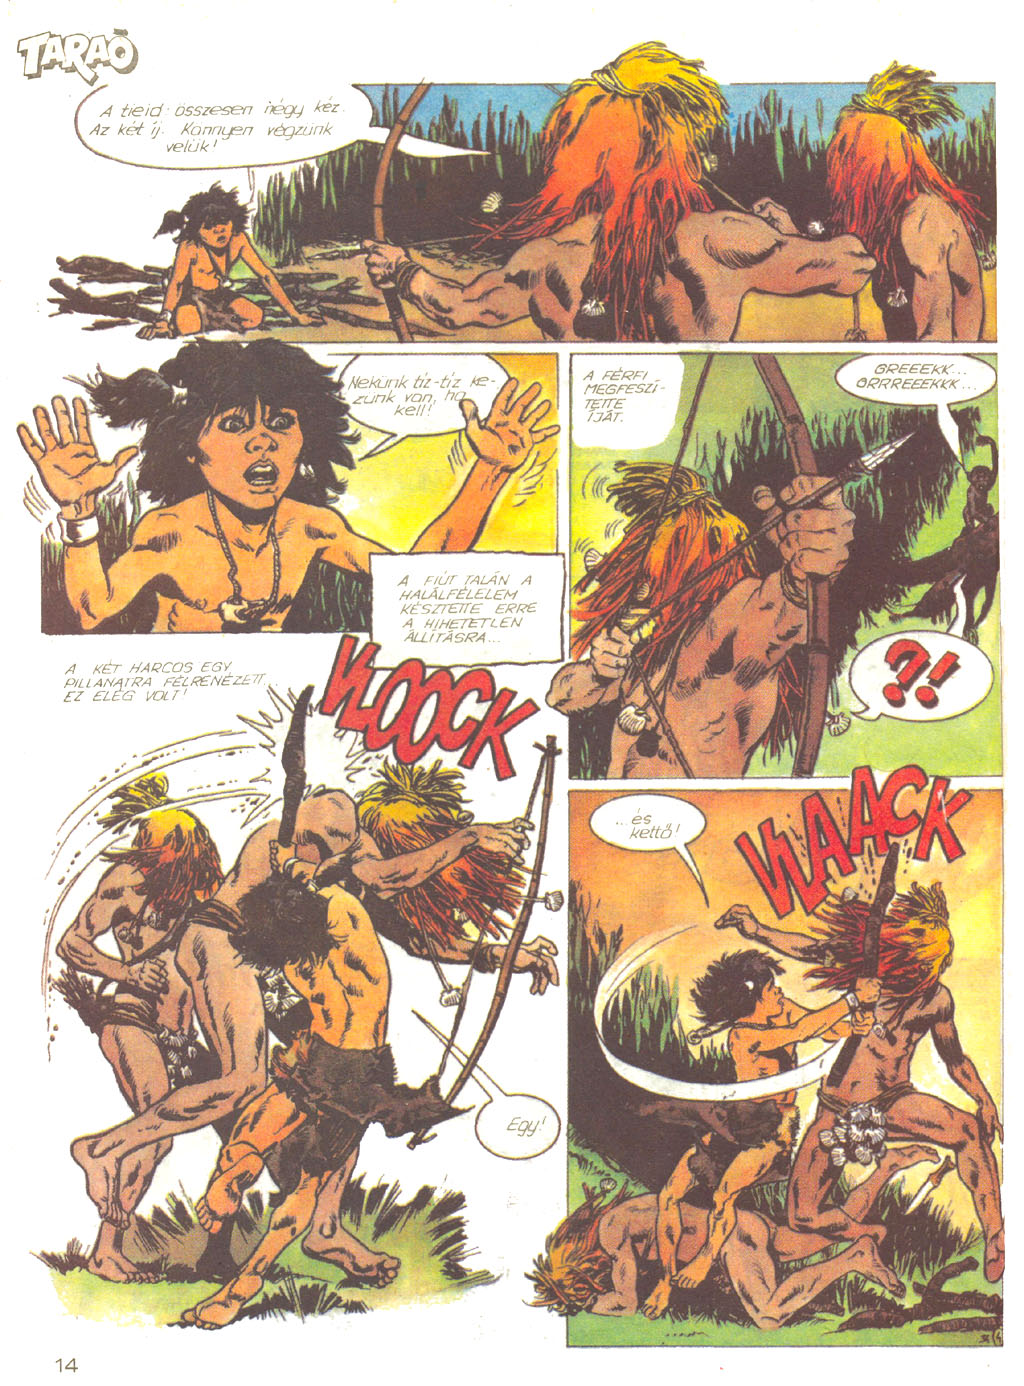 TARAÓ
A tieid összesen négy kéz.
Az két íj. Könnyen végzünk
velük!
Nekünk tíz-tíz ke-
zünk van, ha
kell!
A FÉRFI
MEGFESZÍ-
TETTE
ÍJÁT.
GREEEKK...
GRRREEEKKK...
?!
A FIÚT TALÁN A
HALÁLFÉLELEM
KÉSZTETTE ERRE
A HIHETETLEN
ÁLLÍTÁSRA...
A KÉT HARCOS EGY
PILLANATRA FÉLRENÉZETT...
EZ ELÉG VOLT!
VLOOCK
Egy!
...és
kettő!
VLAACK
14